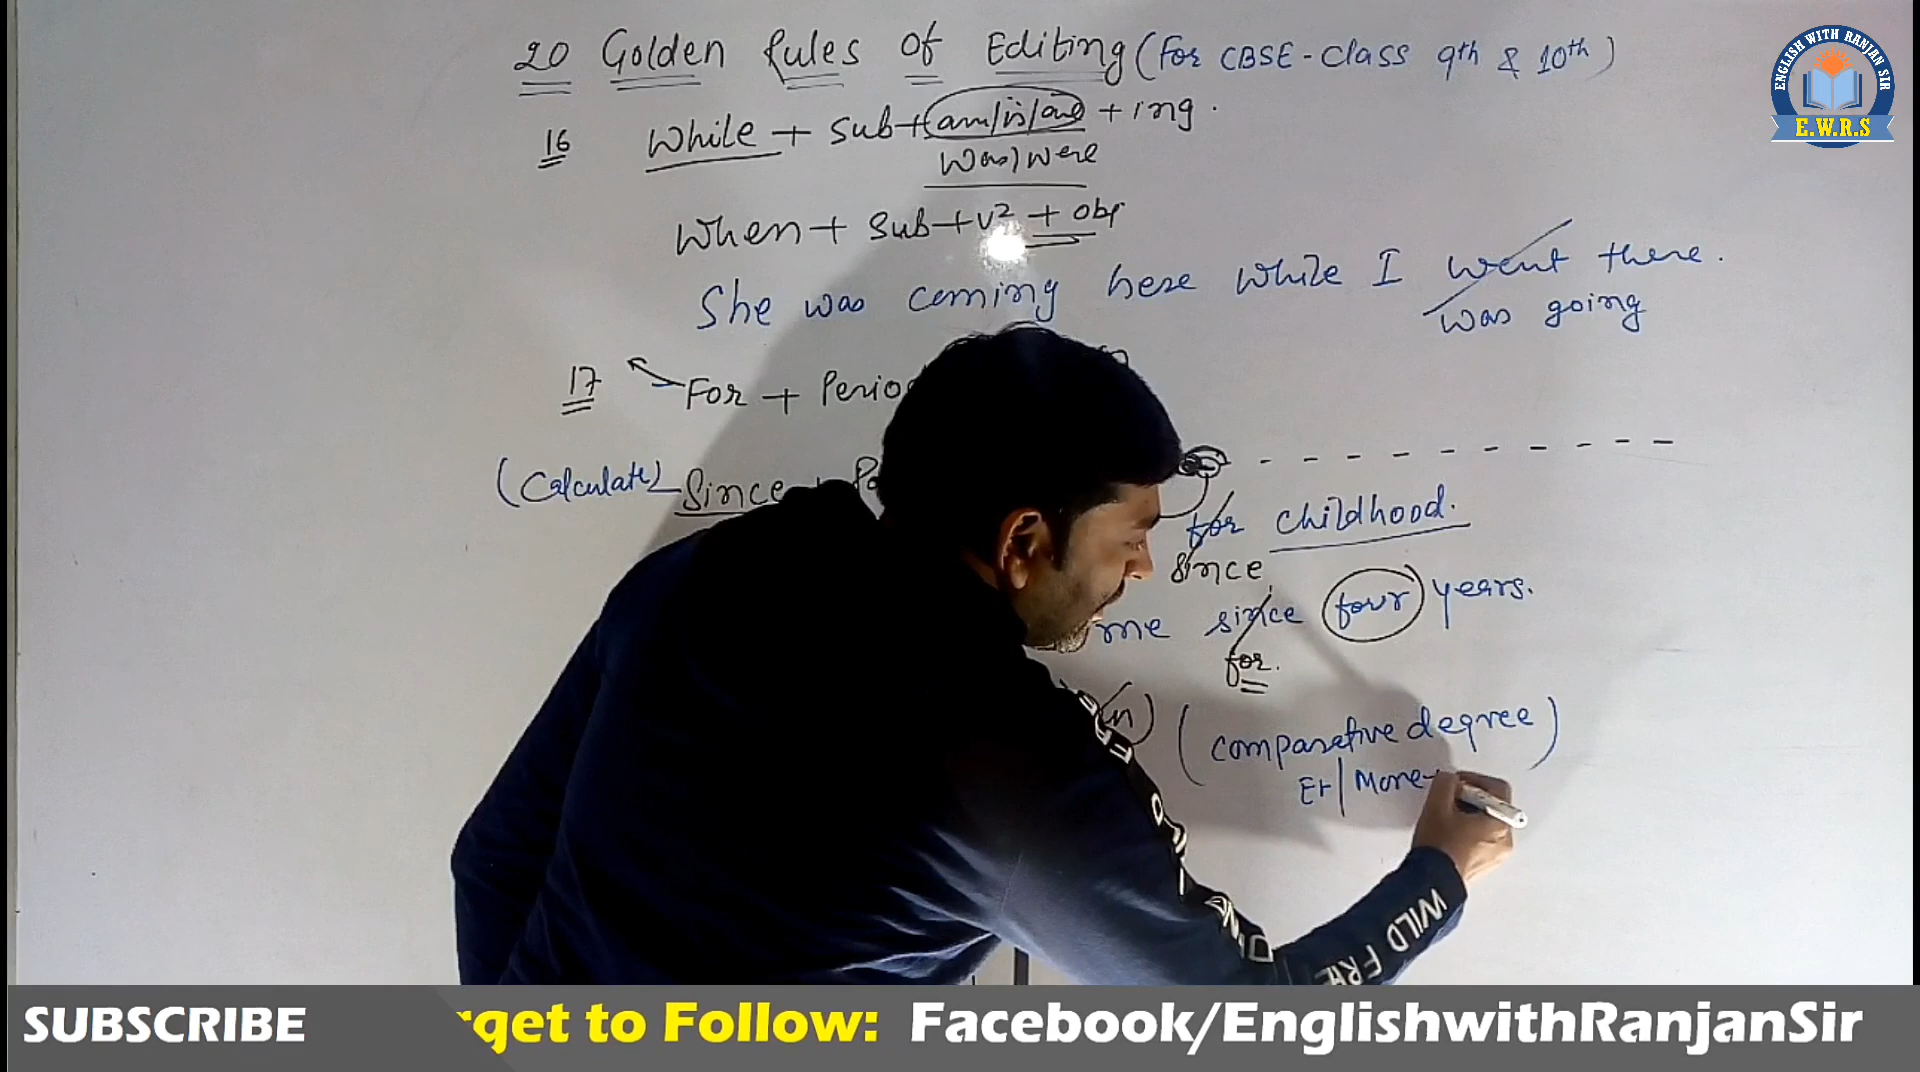 20 Golden Rules Of Editing (For CBSE - Class 9th & 10th)
ENGLISH WITH RANJAN SIR
E.W.R.S
16 While + Sub + am/is/are + ing.
Was/were
When + Sub + V2 + obj
She was coming here while I went there.
was going
17 For +
(Calculate) Since +
for childhood.
since
me since four years.
for.
(comparative degree)
Er/More
WILD FRE
SUBSCRIBE
rget to Follow: Facebook/EnglishwithRanjanSir